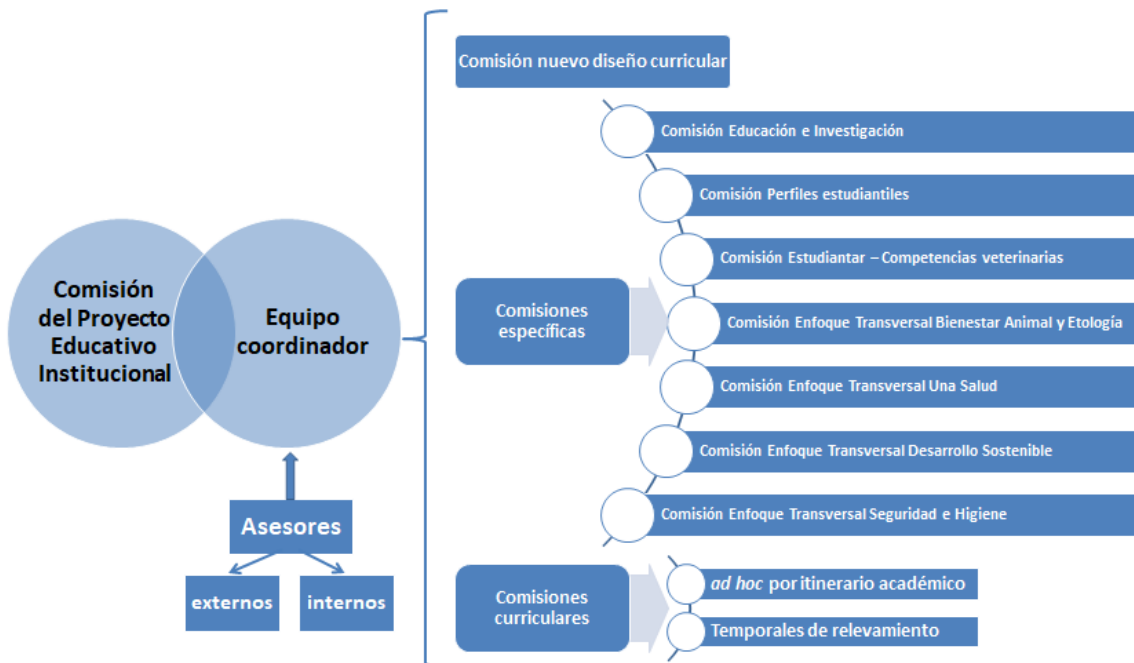 Comisión
del Proyecto
Educativo
Institucional
Equipo
coordinador
Asesores
externos
internos
Comisión nuevo diseño curricular
Comisiones
específicas
Comisión Educación e Investigación
Comisión Perfiles estudiantiles
Comisión Estudiantar – Competencias veterinarias
Comisión Enfoque Transversal Bienestar Animal y Etología
Comisión Enfoque Transversal Una Salud
Comisión Enfoque Transversal Desarrollo Sostenible
Comisión Enfoque Transversal Seguridad e Higiene
Comisiones
curriculares
ad hoc por itinerario académico
Temporales de relevamiento